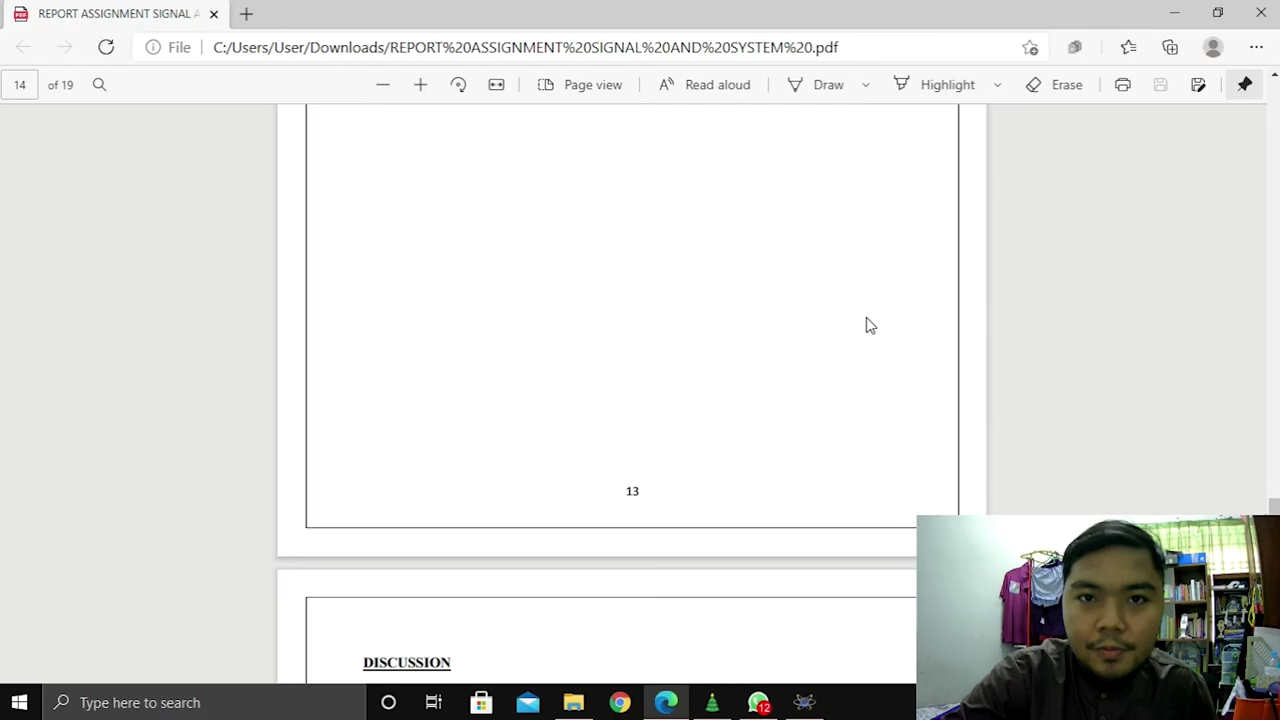 REPORT ASSIGNMENT SIGNAL A
File
C:/Users/User/Downloads/REPORT%20ASSIGNMENT%20SIGNAL%20AND%20SYSTEM%20.pdf
14 of 19
Page view
Read aloud
Draw
Highlight
Erase
13
DISCUSSION
Type here to search
12